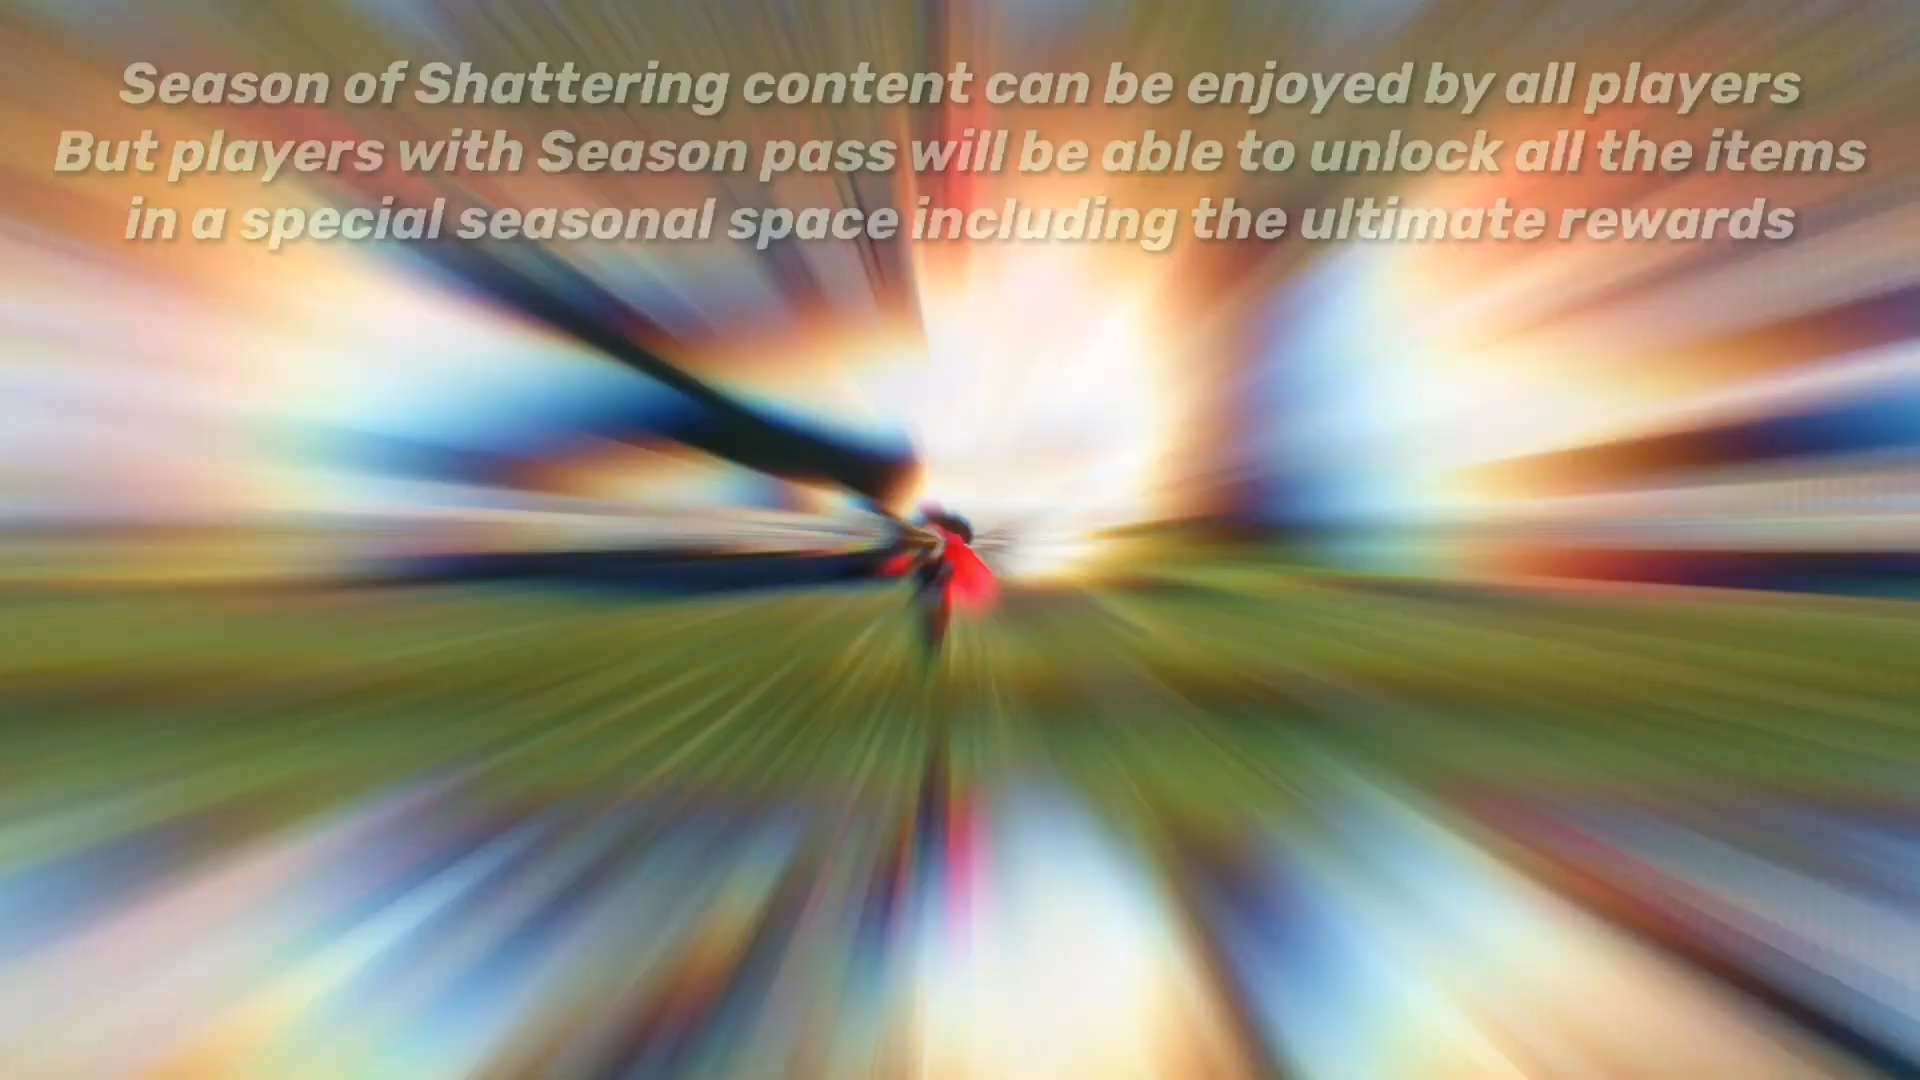 Season of Shattering content can be enjoyed by all players
But players with Season pass will be able to unlock all the items
in a special seasonal space including the ultimate rewards